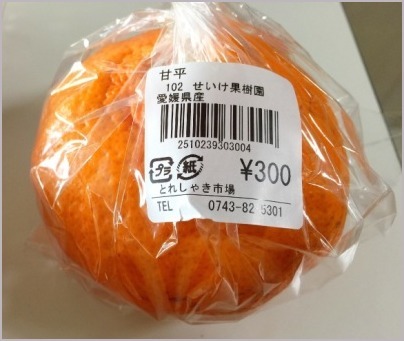 甘平
102 せいけ果樹園
愛媛県産
2510239303004
プラ 紙 ¥300
とれしゃき市場
TEL 0743-82-5301